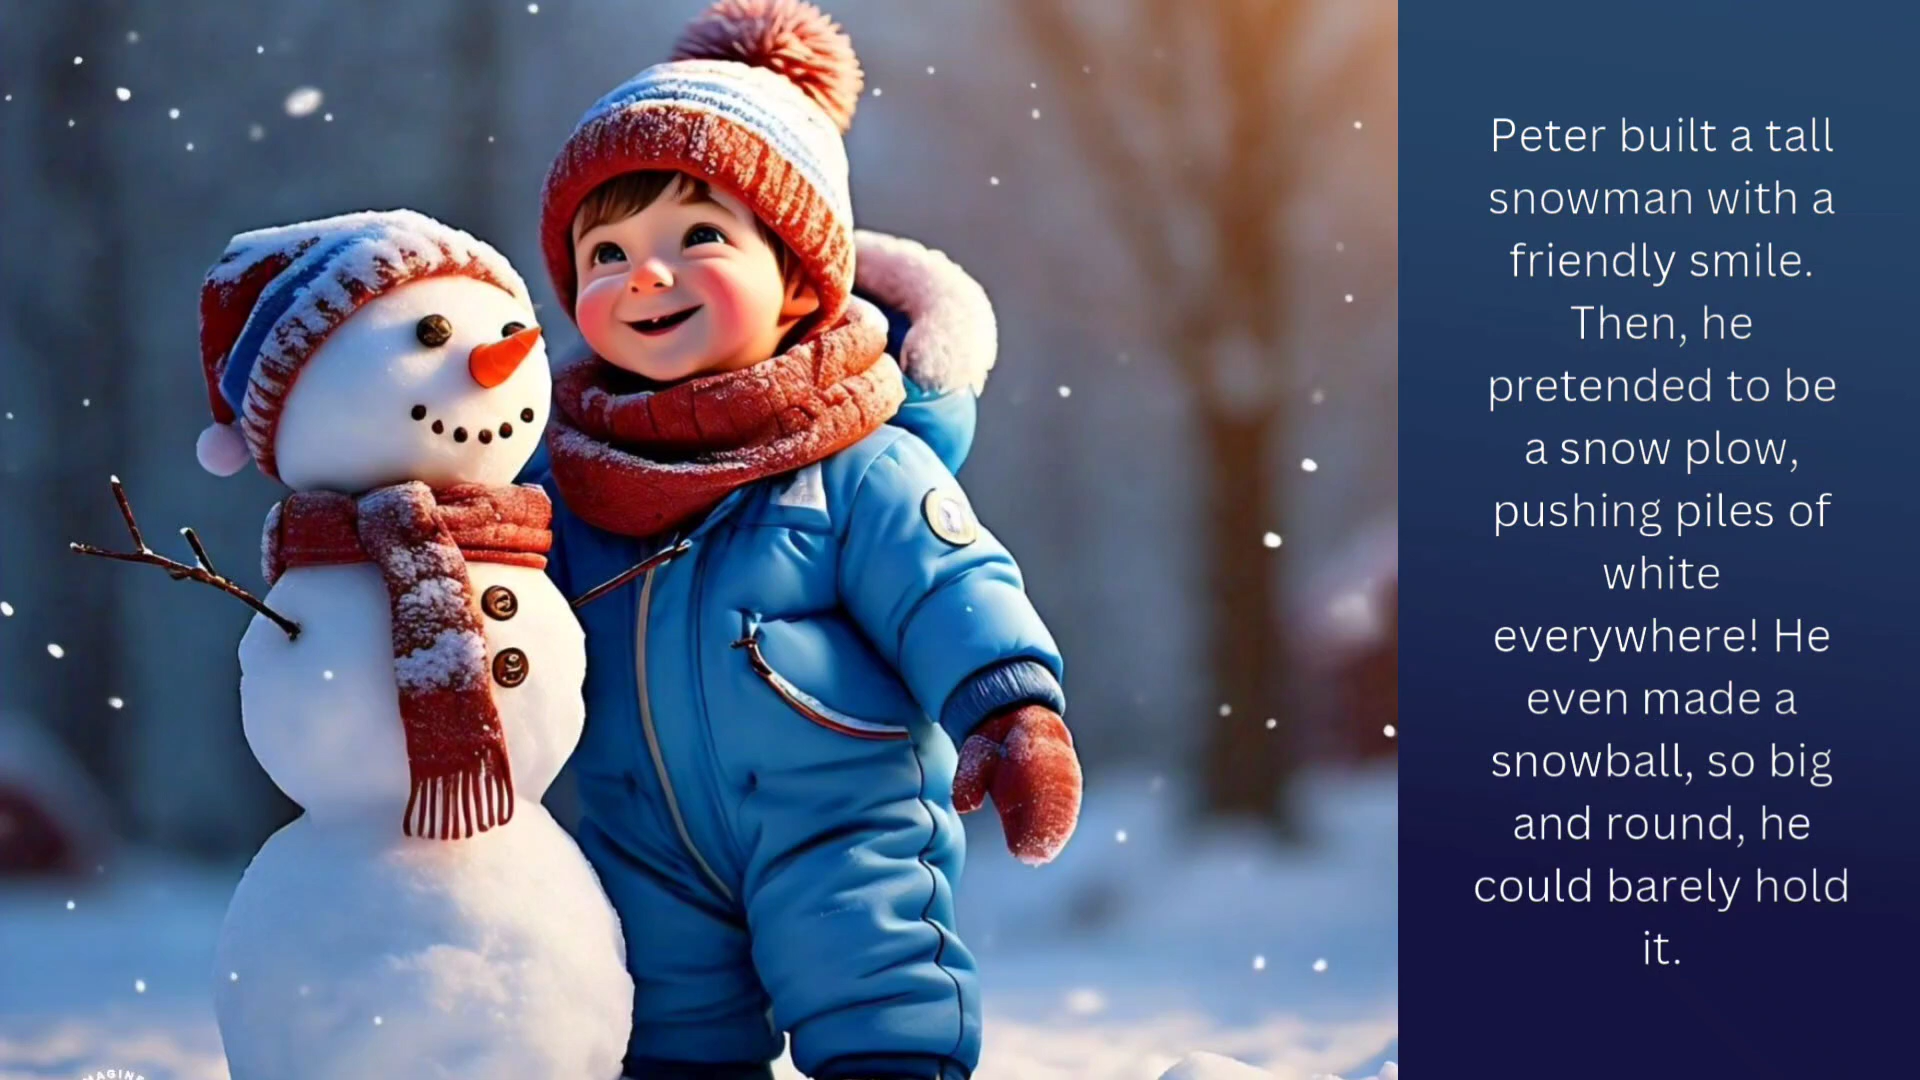 Peter built a tall
snowman with a
friendly smile.
Then, he
pretended to be
a snow plow,
pushing piles of
white
everywhere! He
even made a
snowball, so big
and round, he
could barely hold
it.